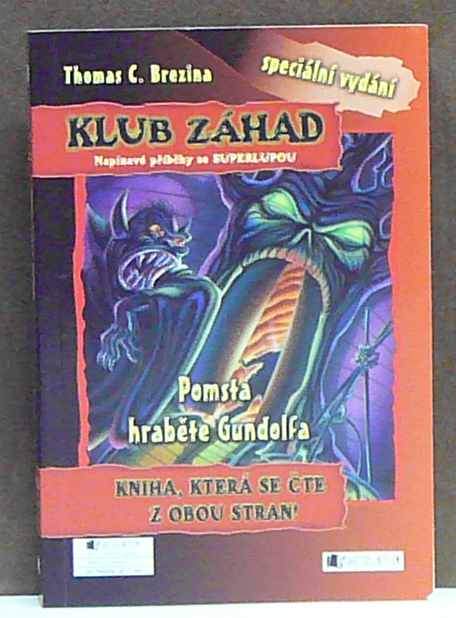 Thomas C. Brezina
speciální vydání
KLUB ZÁHAD
Napínavé příběhy se SUPERLUPOU
Pomsta
hraběte Gundolfa
KNIHA, KTERÁ SE ČTE
Z OBOU STRAN!